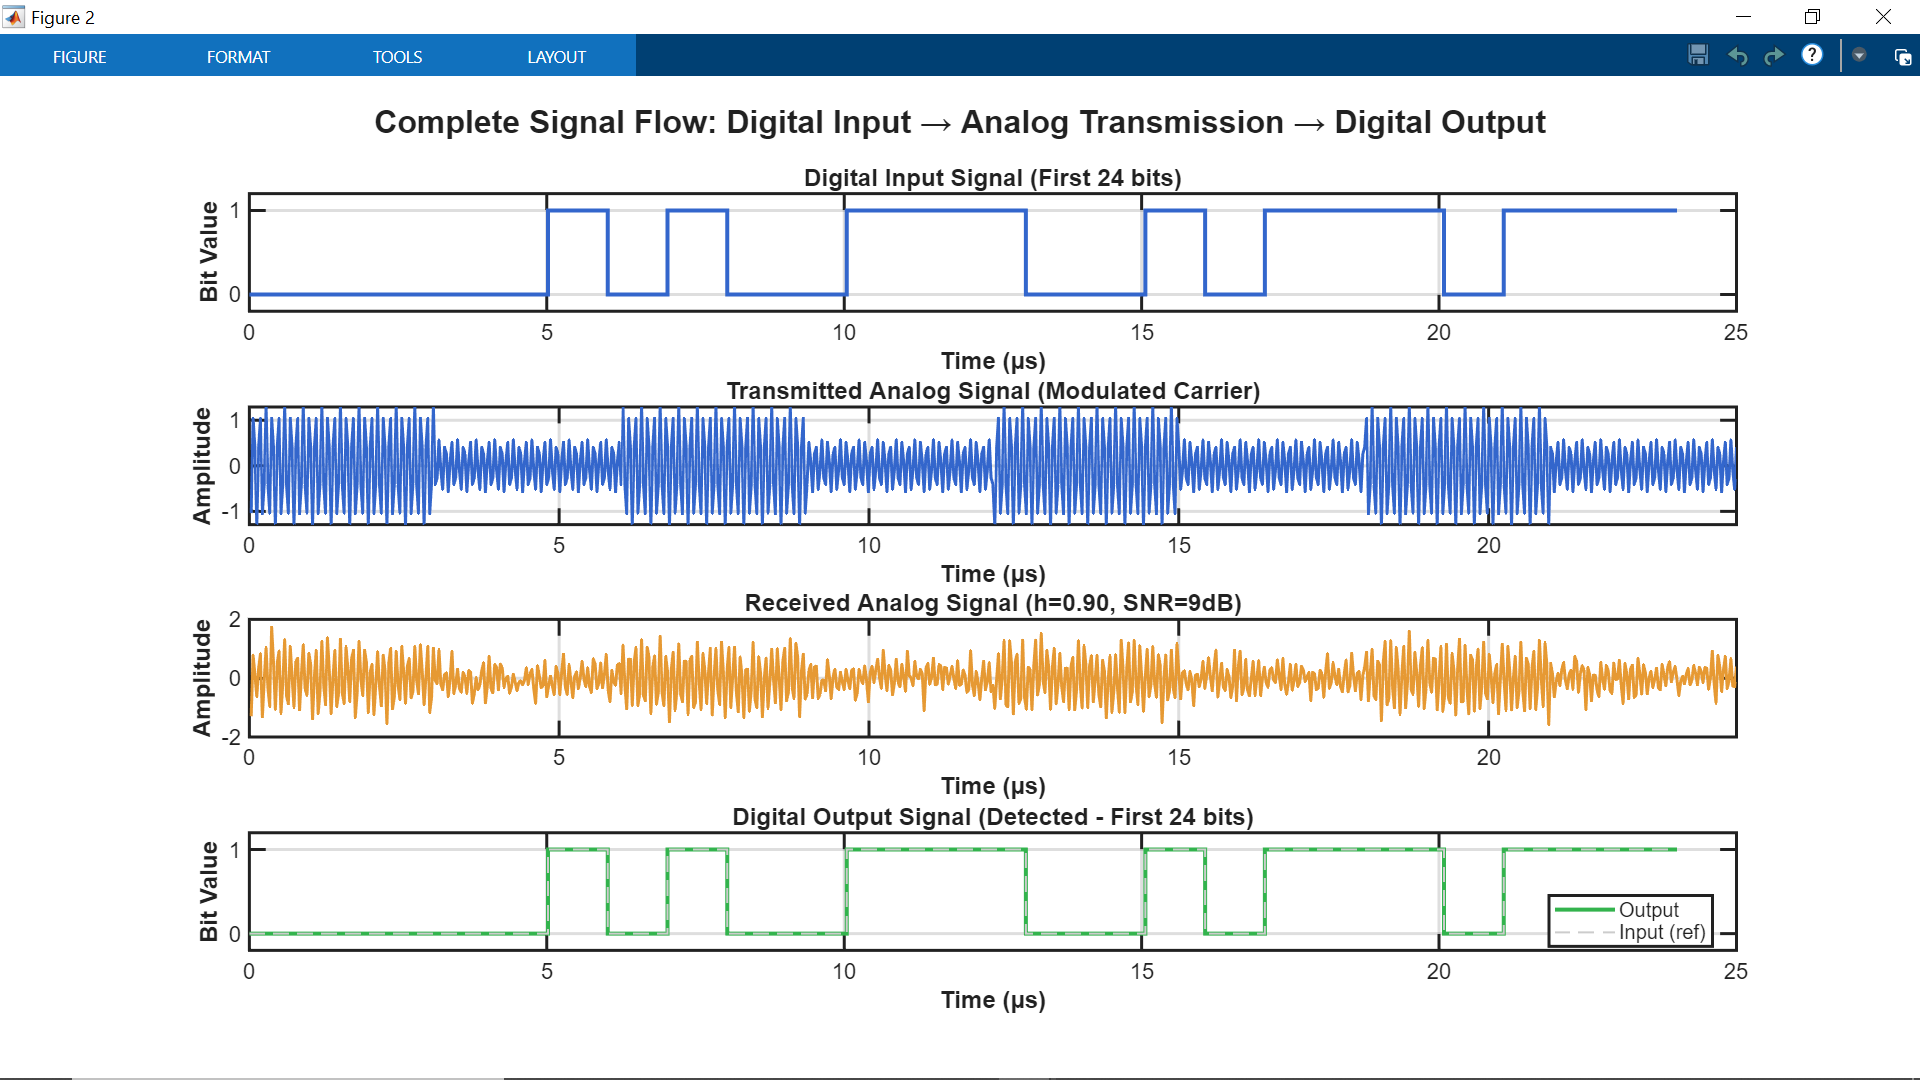 Figure 2
FIGURE FORMAT TOOLS LAYOUT
?
Complete Signal Flow: Digital Input → Analog Transmission → Digital Output
Digital Input Signal (First 24 bits)
Bit Value
1
0
0 5 10 15 20 25
Time (µs)
Transmitted Analog Signal (Modulated Carrier)
Amplitude
1
0
-1
0 5 10 15 20
Time (µs)
Received Analog Signal (h=0.90, SNR=9dB)
Amplitude
2
0
-2
0 5 10 15 20
Time (µs)
Digital Output Signal (Detected - First 24 bits)
Bit Value
1
0
Output
Input (ref)
0 5 10 15 20 25
Time (µs)